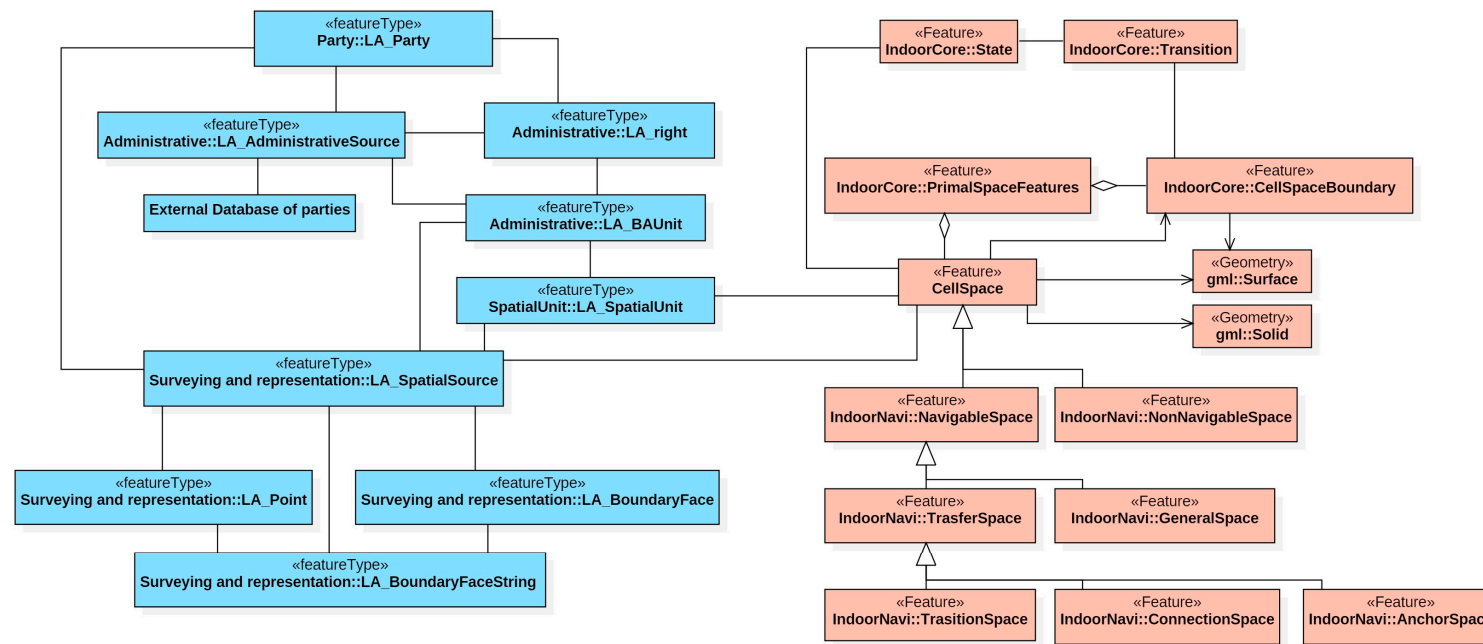 «featureType»
Party::LA_Party
«featureType»
Administrative::LA_AdministrativeSource
«featureType»
Administrative::LA_right
External Database of parties
«featureType»
Administrative::LA_BAUnit
«featureType»
SpatialUnit::LA_SpatialUnit
«featureType»
Surveying and representation::LA_SpatialSource
«featureType»
Surveying and representation::LA_Point
«featureType»
Surveying and representation::LA_BoundaryFace
«featureType»
Surveying and representation::LA_BoundaryFaceString
«Feature»
IndoorCore::State
«Feature»
IndoorCore::Transition
«Feature»
IndoorCore::PrimalSpaceFeatures
«Feature»
IndoorCore::CellSpaceBoundary
«Feature»
CellSpace
«Geometry»
gml::Surface
«Geometry»
gml::Solid
«Feature»
IndoorNavi::NavigableSpace
«Feature»
IndoorNavi::NonNavigableSpace
«Feature»
IndoorNavi::TrasferSpace
«Feature»
IndoorNavi::GeneralSpace
«Feature»
IndoorNavi::TrasitionSpace
«Feature»
IndoorNavi::ConnectionSpace
«Feature»
IndoorNavi::AnchorSpace